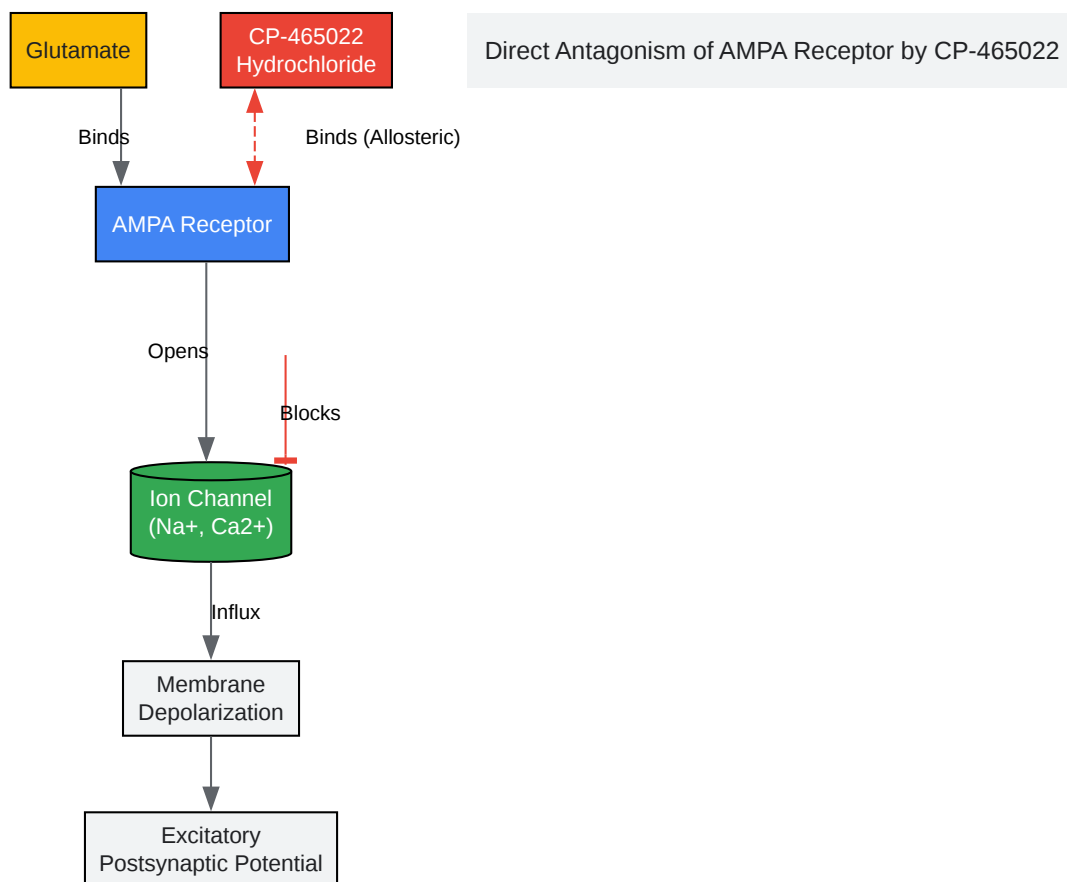 Glutamate
CP-465022
Hydrochloride
Direct Antagonism of AMPA Receptor by CP-465022
Binds
Binds (Allosteric)
AMPA Receptor
Opens
Blocks
Ion Channel
(Na+, Ca2+)
Influx
Membrane
Depolarization
Excitatory
Postsynaptic Potential